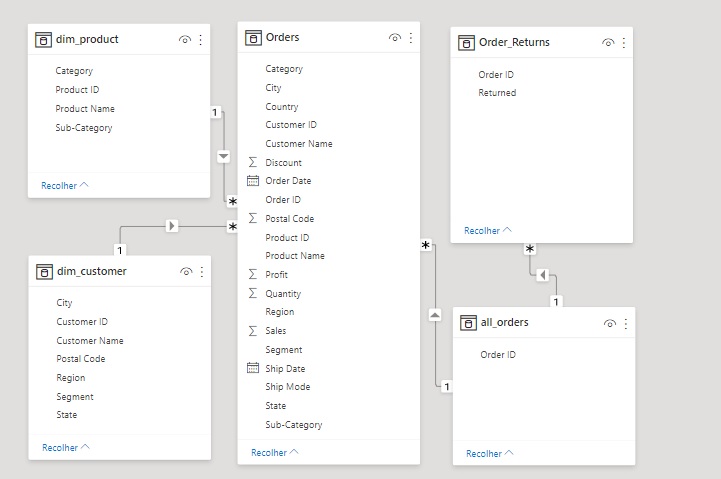 dim_product
Category
Product ID
Product Name
Sub-Category
Recolher
1
*
Orders
Category
City
Country
Customer ID
Customer Name
Discount
Order Date
Order ID
Postal Code
Product ID
Product Name
Profit
Quantity
Region
Sales
Segment
Ship Date
Ship Mode
State
Sub-Category
Recolher
Order_Returns
Order ID
Returned
Recolher
*
1
*
1
dim_customer
City
Customer ID
Customer Name
Postal Code
Region
Segment
State
Recolher
*
1
all_orders
Order ID
Recolher